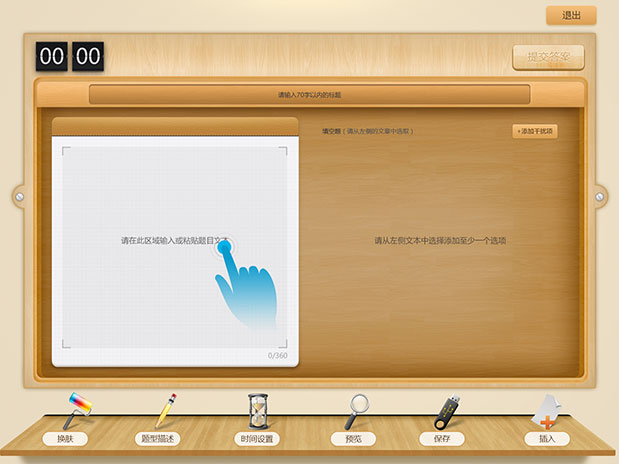 退出
00 00
提交答案
请输入70字以内的标题
填空题（请从左侧的文章中选取）
+添加干扰项
请在此区域输入或粘贴题目文本
请从左侧文本中选择添加至少一个选项
0/360
换肤
题型描述
时间设置
预览
保存
插入